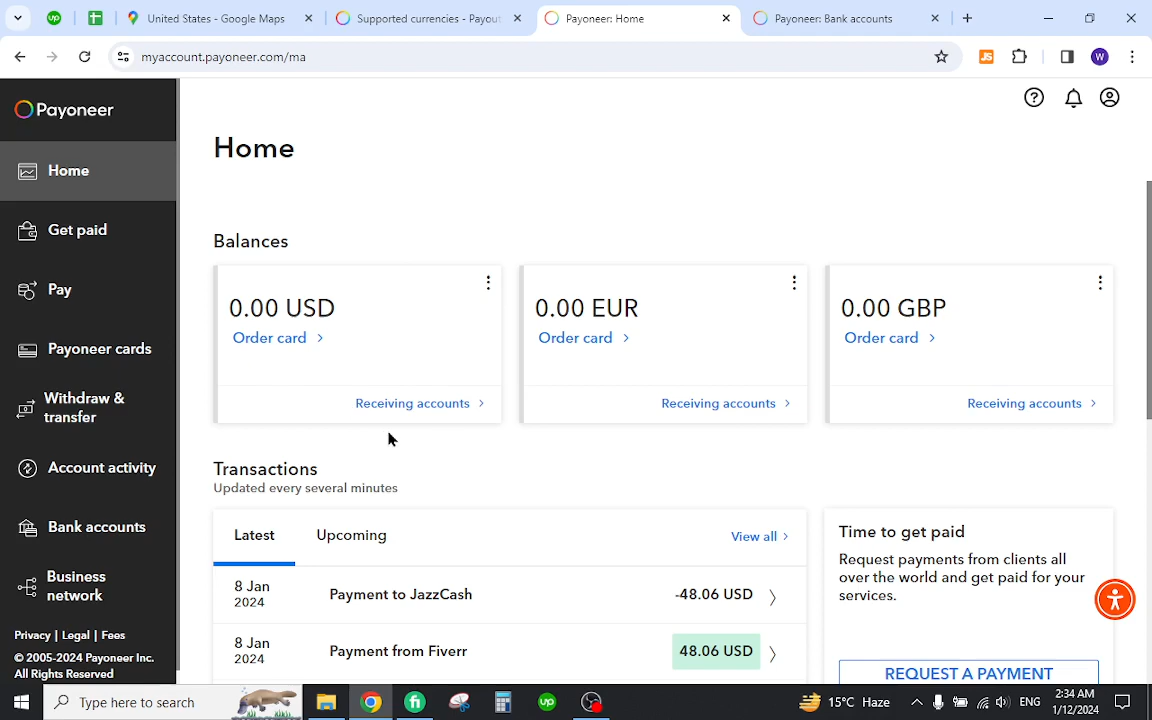 United States - Google Maps
Supported currencies - Payout
Payoneer: Home
Payoneer: Bank accounts
myaccount.payoneer.com/ma
JS
W
Payoneer
Home
Get paid
Pay
Payoneer cards
Withdraw &
transfer
Account activity
Bank accounts
Business
network
Privacy | Legal | Fees
© 2005-2024 Payoneer Inc.
All Rights Reserved
Home
Balances
0.00 USD
Order card
Receiving accounts
0.00 EUR
Order card
Receiving accounts
0.00 GBP
Order card
Receiving accounts
Transactions
Updated every several minutes
Latest
Upcoming
View all
8 Jan
2024
Payment to JazzCash
-48.06 USD
8 Jan
2024
Payment from Fiverr
48.06 USD
Time to get paid
Request payments from clients all
over the world and get paid for your
services.
REQUEST A PAYMENT
Type here to search
fi
up
15°C Haze
ENG
2:34 AM
1/12/2024